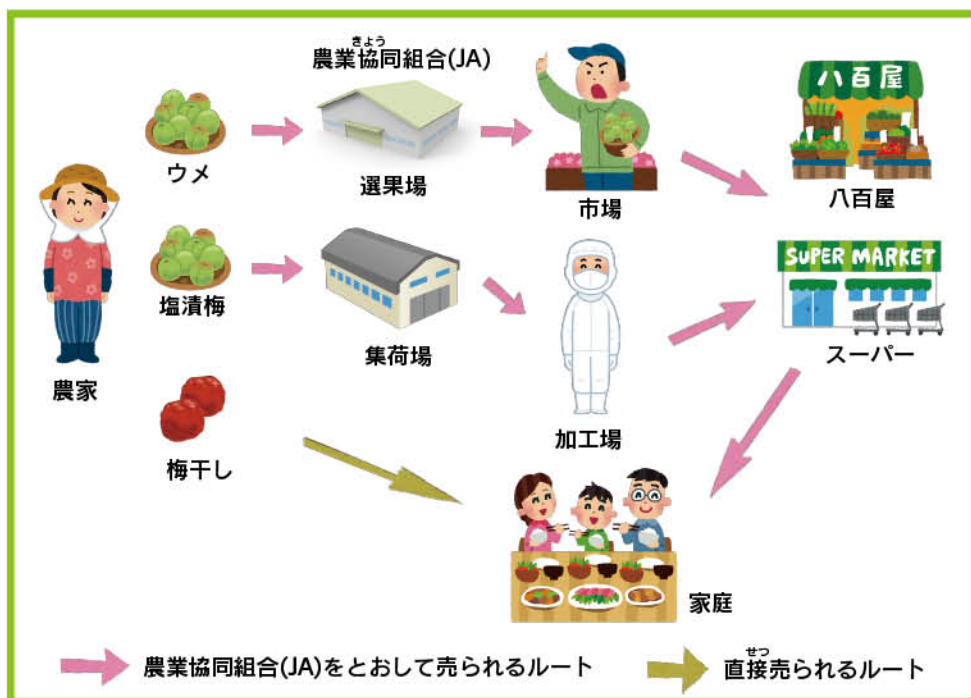 きょう
農業協同組合(JA)
八百屋
ウメ
選果場
市場
八百屋
SUPER MARKET
塩漬梅
集荷場
スーパー
農家
加工場
梅干し
家庭
農業協同組合(JA)をとおして売られるルート
せつ
直接売られるルート